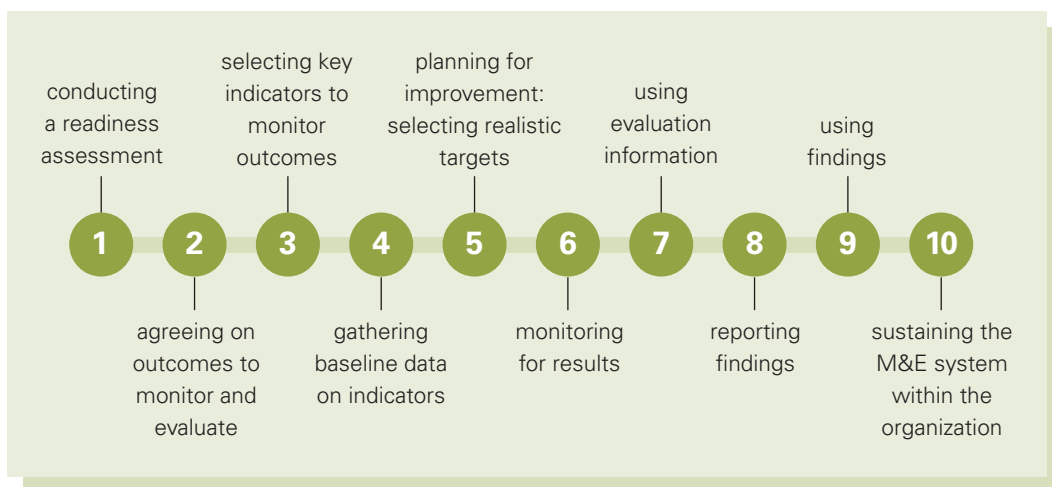 conducting
a readiness
assessment
selecting key
indicators to
monitor
outcomes
planning for
improvement:
selecting realistic
targets
using
evaluation
information
using
findings
1
2
3
4
5
6
7
8
9
10
agreeing on
outcomes to
monitor and
evaluate
gathering
baseline data
on indicators
monitoring
for results
reporting
findings
sustaining the
M&E system
within the
organization